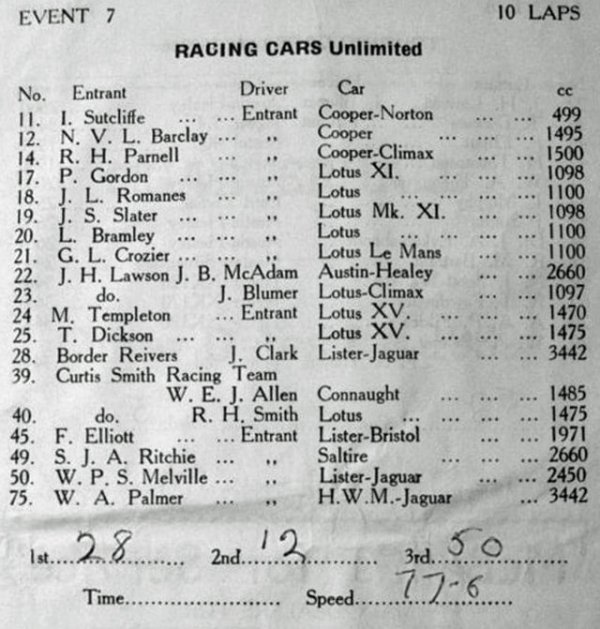 EVENT 7 10 LAPS
RACING CARS Unlimited
No. Entrant Driver Car cc
11. I. Sutcliffe ... ... Entrant Cooper-Norton ... ... 499
12. N. V. L. Barclay ... ,, Cooper ... ... ... 1495
14. R. H. Parnell ... ,, Cooper-Climax ... ... 1500
17. P. Gordon ... ... ,, Lotus XI. ... ... 1098
18. J. L. Romanes ... ,, Lotus ... ... ... 1100
19. J. S. Slater ... ... ,, Lotus Mk. XI. ... ... 1098
20. L. Bramley ... ... ,, Lotus ... ... ... ... 1100
21. G. L. Crozier ... ... ,, Lotus Le Mans ... ... 1100
22. J. H. Lawson J. B. McAdam Austin-Healey ... ... 2660
23. do. J. Blumer Lotus-Climax ... ... 1097
24 M. Templeton ... Entrant Lotus XV. ... ... ... 1470
25. T. Dickson ... ... ,, Lotus XV. ... ... ... 1475
28. Border Reivers J. Clark Lister-Jaguar ... ... 3442
39. Curtis Smith Racing Team
W. E. J. Allen Connaught ... ... 1485
40. do. R. H. Smith Lotus ... ... ... ... 1475
45. F. Elliott ... ... Entrant Lister-Bristol ... ... 1971
49. S. J. A. Ritchie ... ,, Saltire ... ... ... 2660
50. W. P. S. Melville ... ,, Lister-Jaguar ... ... 2450
75. W. A. Palmer ... ,, H.W.M.-Jaguar ... 3442
1st....28........... 2nd....12........... 3rd....50...........
Time.......................... Speed......77-6..........